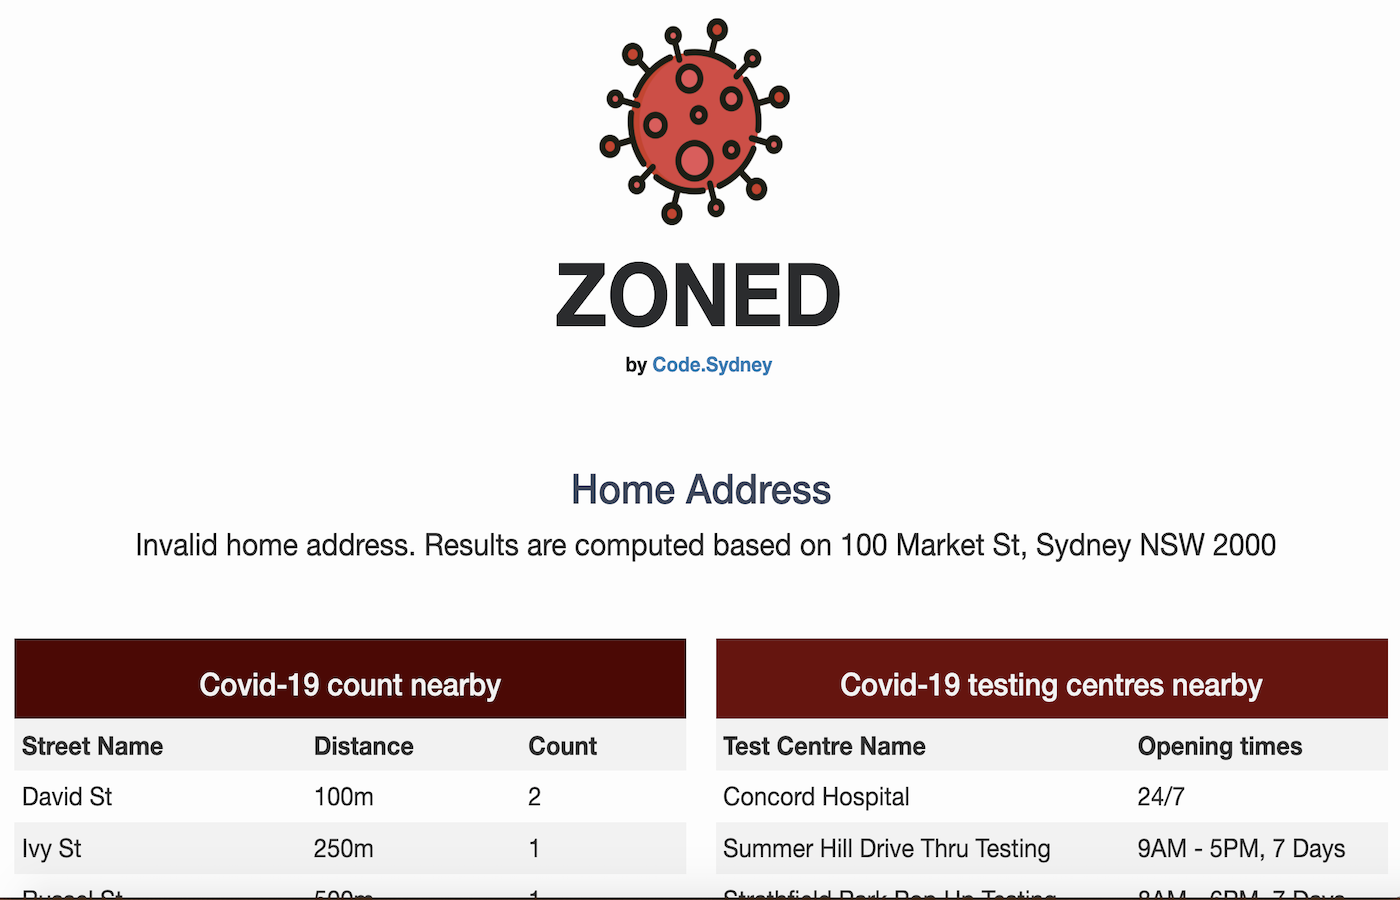 ZONED
by Code.Sydney
Home Address
Invalid home address. Results are computed based on 100 Market St, Sydney NSW 2000
Covid-19 count nearby
Street Name Distance Count
David St 100m 2
Ivy St 250m 1
Russel St 500m 1
Covid-19 testing centres nearby
Test Centre Name Opening times
Concord Hospital 24/7
Summer Hill Drive Thru Testing 9AM - 5PM, 7 Days
Strathfield Park Pop Up Testing 8AM - 6PM, 7 Days